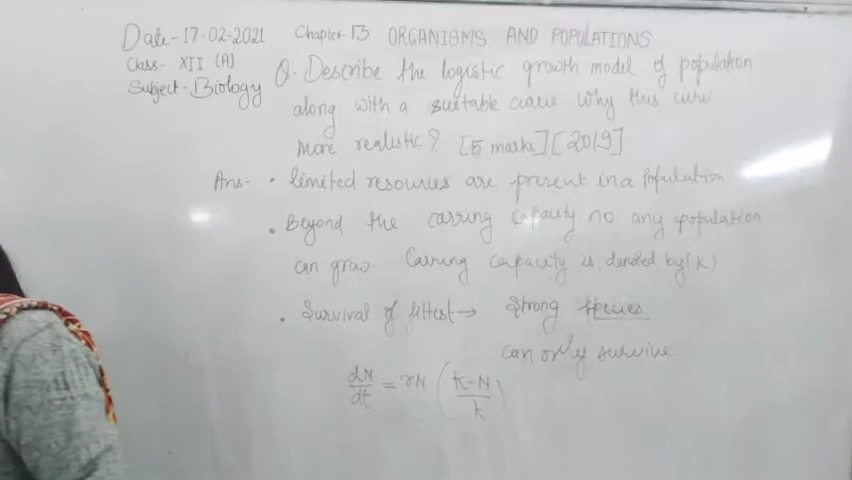 Date-17-02-2021 Chapter-13 ORGANISMS AND POPULATIONS
Class- XII (A)
Subject-Biology
Q. Describe the logistic growth model of population
along with a suitable curve why this curve
more realistic? [5 marks] [2019]
Ans- • limited resources are present in a Population
• Beyond the carring capacity no any population
can grow. Carring capacity is denoted by (K)
• Survival of fittest → Strong species
can only survive.
dN/dt = rN (K-N/K)